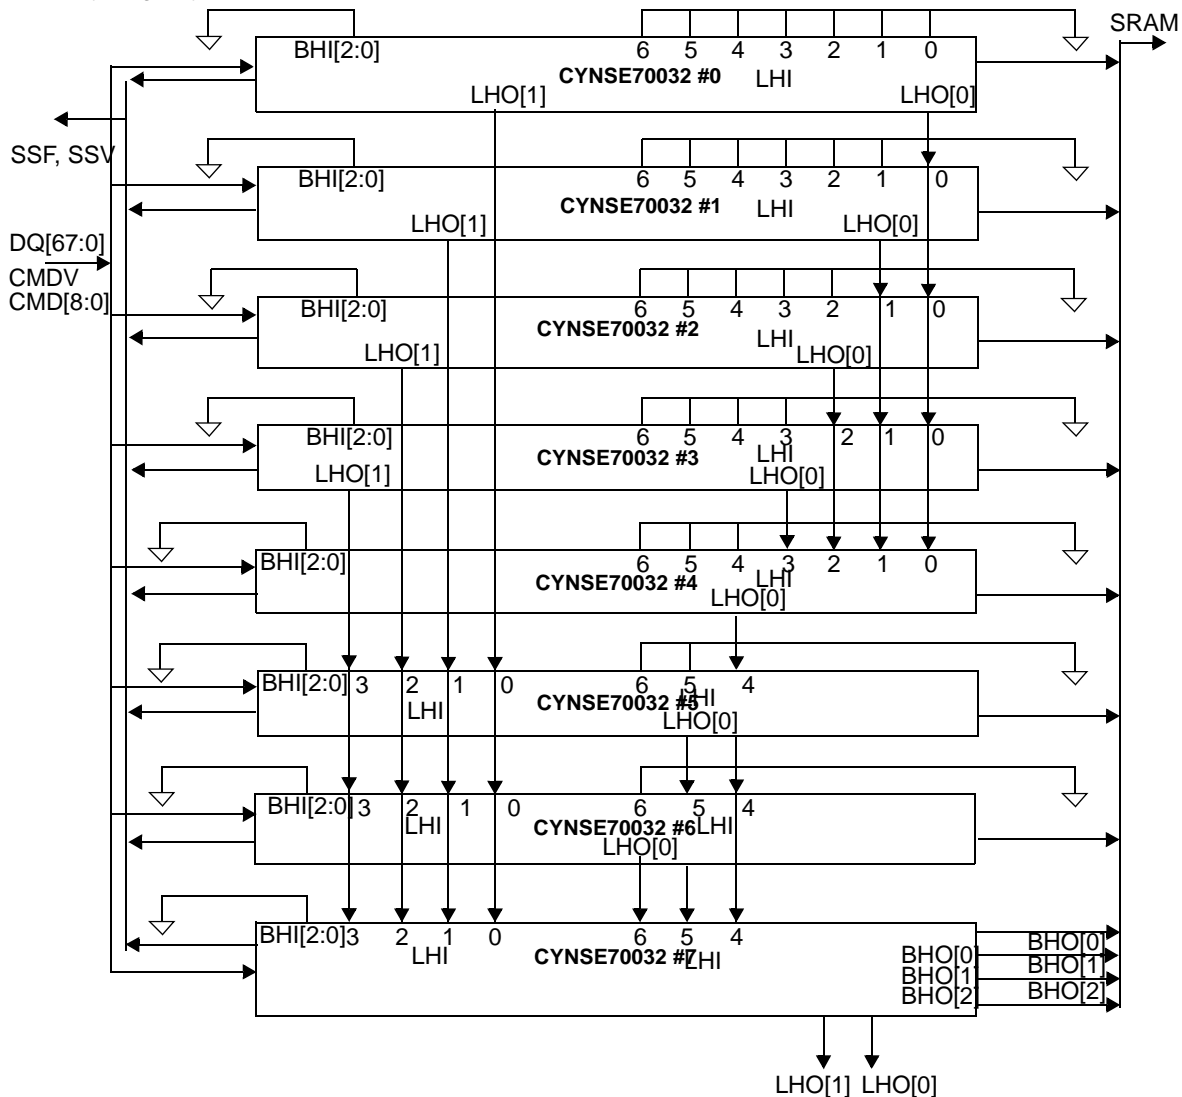 SRAM
BHI[2:0] 6 5 4 3 2 1 0
CYNSE70032 #0 LHI
LHO[1] LHO[0]
SSF, SSV
BHI[2:0] 6 5 4 3 2 1 0
CYNSE70032 #1 LHI
LHO[1] LHO[0]
DQ[67:0]
CMDV
CMD[8:0]
BHI[2:0] 6 5 4 3 2 1 0
CYNSE70032 #2 LHI
LHO[1] LHO[0]
BHI[2:0] 6 5 4 3 2 1 0
CYNSE70032 #3 LHI
LHO[1] LHO[0]
BHI[2:0] 6 5 4 3 2 1 0
CYNSE70032 #4 LHI
LHO[0]
BHI[2:0] 3 2 1 0 6 5 4
LHI CYNSE70032 #5 LHI
LHO[0]
BHI[2:0] 3 2 1 0 6 5 4
LHI CYNSE70032 #6 LHI
LHO[0]
BHI[2:0] 3 2 1 0 6 5 4
LHI CYNSE70032 #7 LHI
BHO[0] BHO[0]
BHO[1] BHO[1]
BHO[2] BHO[2]
LHO[1] LHO[0]